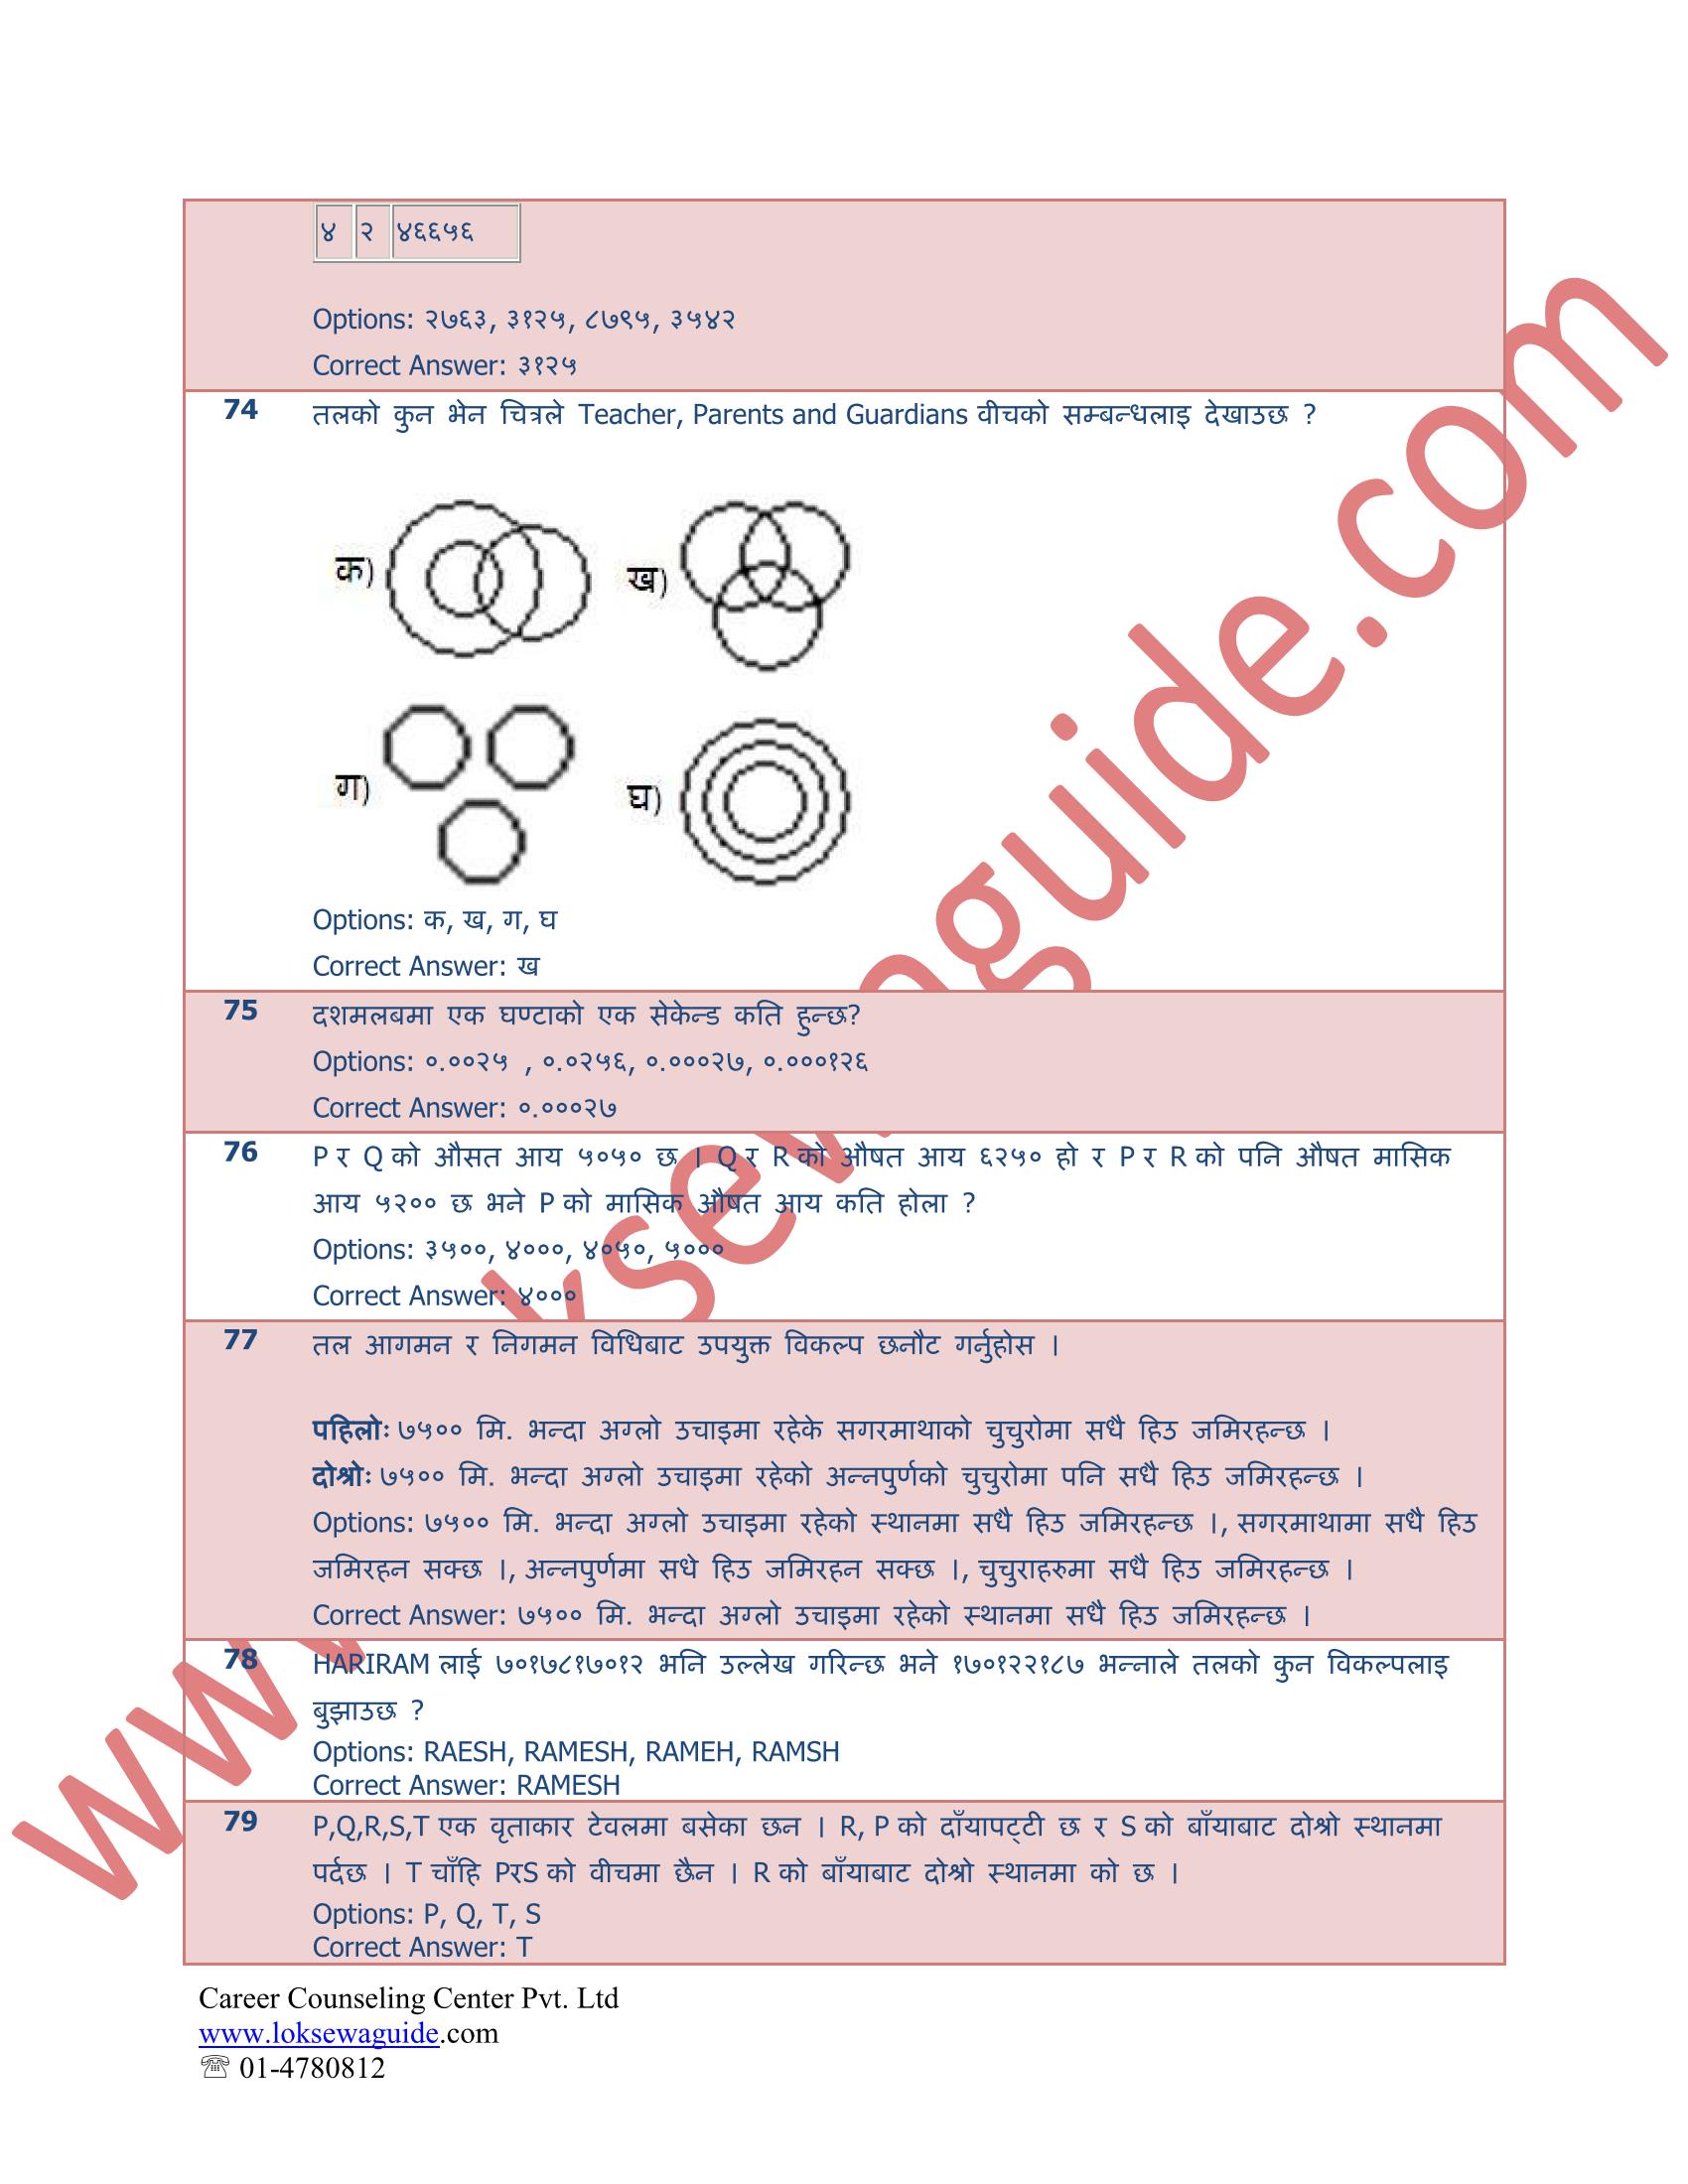 ४ २ ४६६५६
Options: २७६३, ३१२५, ८७९५, ३५४२
Correct Answer: ३१२५
74 तलको कुन भेन चित्रले Teacher, Parents and Guardians वीचको सम्बन्धलाइ देखाउछ ?
क) ख)
ग) घ)
Options: क, ख, ग, घ
Correct Answer: ख
75 दशमलबमा एक घण्टाको एक सेकेन्ड कति हुन्छ?
Options: ०.००२५ , ०.०२५६, ०.०००२७, ०.०००१२६
Correct Answer: ०.०००२७
76 P र Q को औसत आय ५०५० छ । Q र R को औषत आय ६२५० हो र P र R को पनि औषत मासिक
आय ५२०० छ भने P को मासिक औषत आय कति होला ?
Options: ३५००, ४०००, ४०५०, ५०००
Correct Answer: ४०००
77 तल आगमन र निगमन विधिबाट उपयुक्त विकल्प छनौट गर्नुहोस ।
पहिलोः ७५०० मि. भन्दा अग्लो उचाइमा रहेके सगरमाथाको चुचुरोमा सधै हिउ जमिरहन्छ ।
दोश्रोः ७५०० मि. भन्दा अग्लो उचाइमा रहेको अन्नपुर्णको चुचुरोमा पनि सधै हिउ जमिरहन्छ ।
Options: ७५०० मि. भन्दा अग्लो उचाइमा रहेको स्थानमा सधै हिउ जमिरहन्छ ।, सगरमाथामा सधै हिउ
जमिरहन सक्छ ।, अन्नपुर्णमा सधे हिउ जमिरहन सक्छ ।, चुचुराहरुमा सधै हिउ जमिरहन्छ ।
Correct Answer: ७५०० मि. भन्दा अग्लो उचाइमा रहेको स्थानमा सधै हिउ जमिरहन्छ ।
78 HARIRAM लाई ७०१७८१७०१२ भनि उल्लेख गरिन्छ भने १७०१२२१८७ भन्नाले तलको कुन विकल्पलाइ
बुझाउछ ?
Options: RAESH, RAMESH, RAMEH, RAMSH
Correct Answer: RAMESH
79 P,Q,R,S,T एक वृताकार टेवलमा बसेका छन । R, P को दाँयापट्टी छ र S को बाँयाबाट दोश्रो स्थानमा
पर्दछ । T चाँहि PरS को वीचमा छैन । R को बाँयाबाट दोश्रो स्थानमा को छ ।
Options: P, Q, T, S
Correct Answer: T
Career Counseling Center Pvt. Ltd
www.loksewaguide.com
☏ 01-4780812